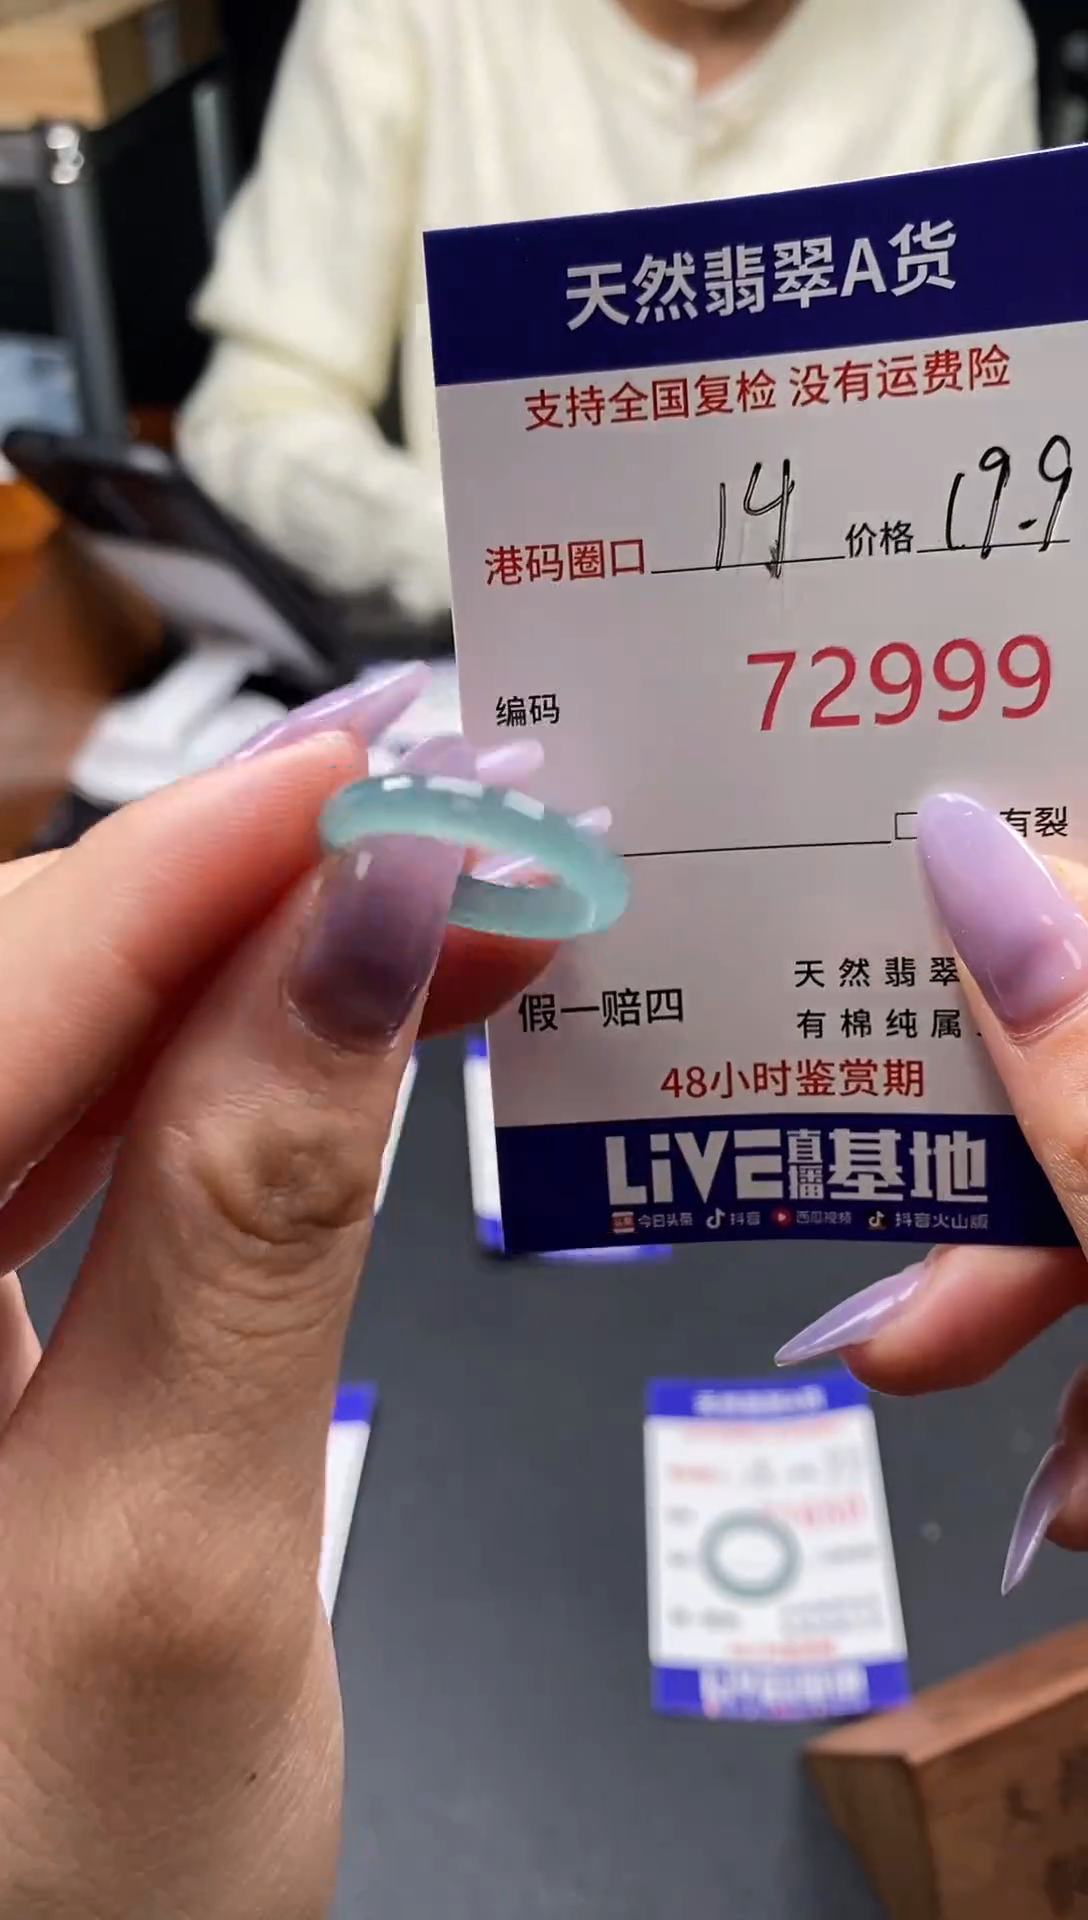 天然翡翠A货
支持全国复检 没有运费险
港码圈口 14 价格 19.9
编码 72999
有裂
假一赔四
天然翡翠
有棉纯属
48小时鉴赏期
LiVE直播基地
头条 今日头条 抖音 西瓜视频 抖音火山版